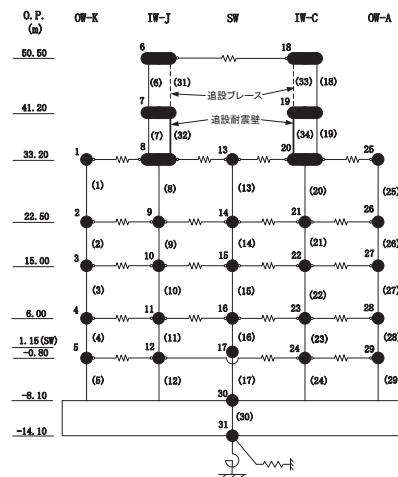 O.P. OW-K IW-J SW IW-C OW-A
(m)
6 18
50.50
(6) (31) (33) (18)
追設ブレース
7 19
41.20
追設耐震壁
(7) (32) (34) (19)
1 8 13 20 25
33.20
(1) (8) (13) (20) (25)
2 9 14 21 26
22.50
(2) (9) (14) (21) (26)
3 10 15 22 27
15.00
(3) (10) (15) (22) (27)
4 11 16 23 28
6.00
1.15(SW) (4) (11) (16) (23) (28)
-0.80 5 12 17 24 29
(5) (12) (17) (24) (29)
-8.10 30
(30)
-14.10 31